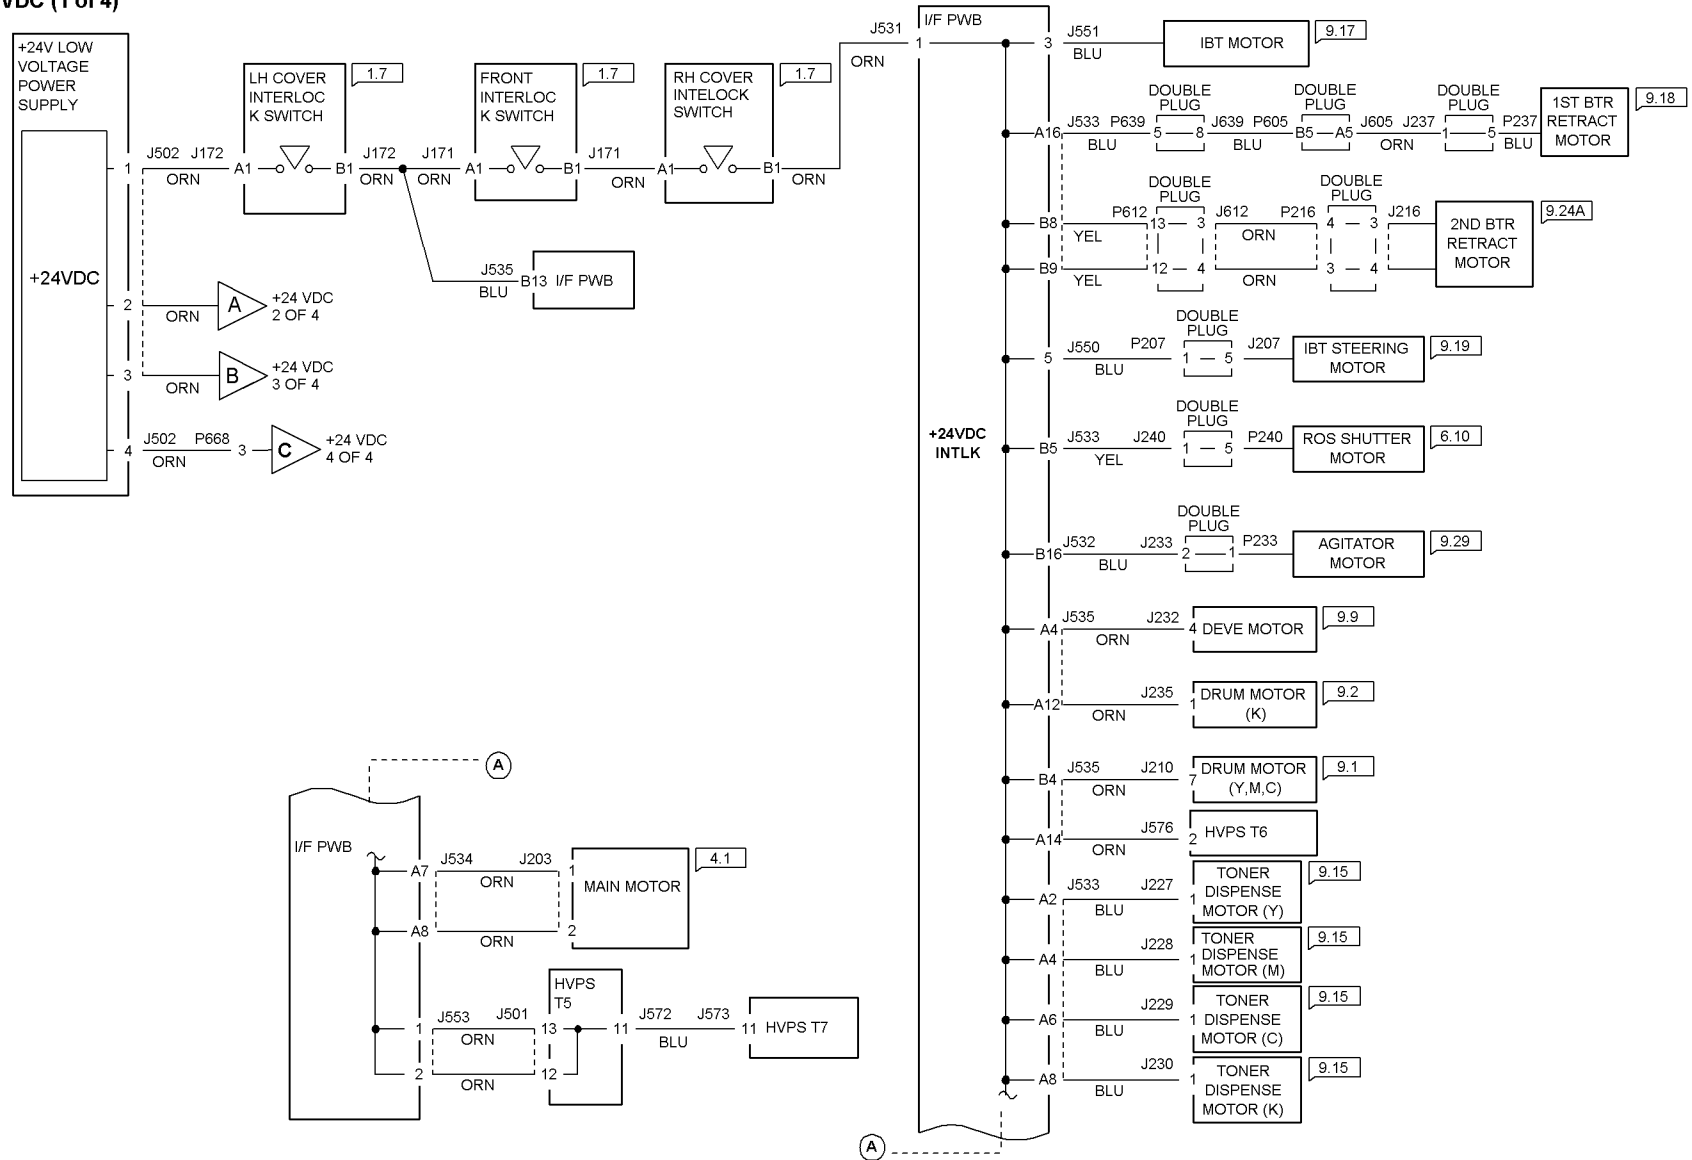 VDC (1 of 4)
+24V LOW
VOLTAGE
POWER
SUPPLY
+24VDC
1
J502 J172
ORN
A1
LH COVER
INTERLOC
K SWITCH
1.7
B1
J172
ORN
J171
ORN
A1
FRONT
INTERLOC
K SWITCH
1.7
B1
J171
ORN
A1
RH COVER
INTELOCK
SWITCH
1.7
B1
ORN
J531
ORN
J535
BLU
B13
I/F PWB
2
ORN
A
+24 VDC
2 OF 4
3
ORN
B
+24 VDC
3 OF 4
4
J502 P668
ORN
3
C
+24 VDC
4 OF 4
I/F PWB
1
+24VDC
INTLK
3
J551
BLU
IBT MOTOR
9.17
A16
J533 P639
BLU
DOUBLE
PLUG
5 8
J639 P605
BLU
DOUBLE
PLUG
B5 A5
J605 J237
ORN
DOUBLE
PLUG
1 5
P237
BLU
1ST BTR
RETRACT
MOTOR
9.18
B8
YEL
P612
DOUBLE
PLUG
13 3
J612 P216
ORN
DOUBLE
PLUG
4 3
J216
2ND BTR
RETRACT
MOTOR
9.24A
B9
YEL
12 4
ORN
3 4
5
J550 P207
BLU
DOUBLE
PLUG
1 5
J207
IBT STEERING
MOTOR
9.19
B5
J533 J240
YEL
DOUBLE
PLUG
1 5
P240
ROS SHUTTER
MOTOR
6.10
B16
J532 J233
BLU
DOUBLE
PLUG
2 1
P233
AGITATOR
MOTOR
9.29
A4
J535 J232
ORN
4
DEVE MOTOR
9.9
A12
J235
ORN
1
DRUM MOTOR
(K)
9.2
B4
J535 J210
ORN
7
DRUM MOTOR
(Y,M,C)
9.1
A14
J576
ORN
2
HVPS T6
A2
J533 J227
BLU
1
TONER
DISPENSE
MOTOR (Y)
9.15
A4
J228
BLU
1
TONER
DISPENSE
MOTOR (M)
9.15
A6
J229
BLU
1
TONER
DISPENSE
MOTOR (C)
9.15
A8
J230
BLU
1
TONER
DISPENSE
MOTOR (K)
9.15
A
A
I/F PWB
A7
J534 J203
ORN
1
MAIN MOTOR
4.1
A8
ORN
2
1
J553 J501
ORN
13
HVPS
T5
11
J572 J573
BLU
11
HVPS T7
2
ORN
12